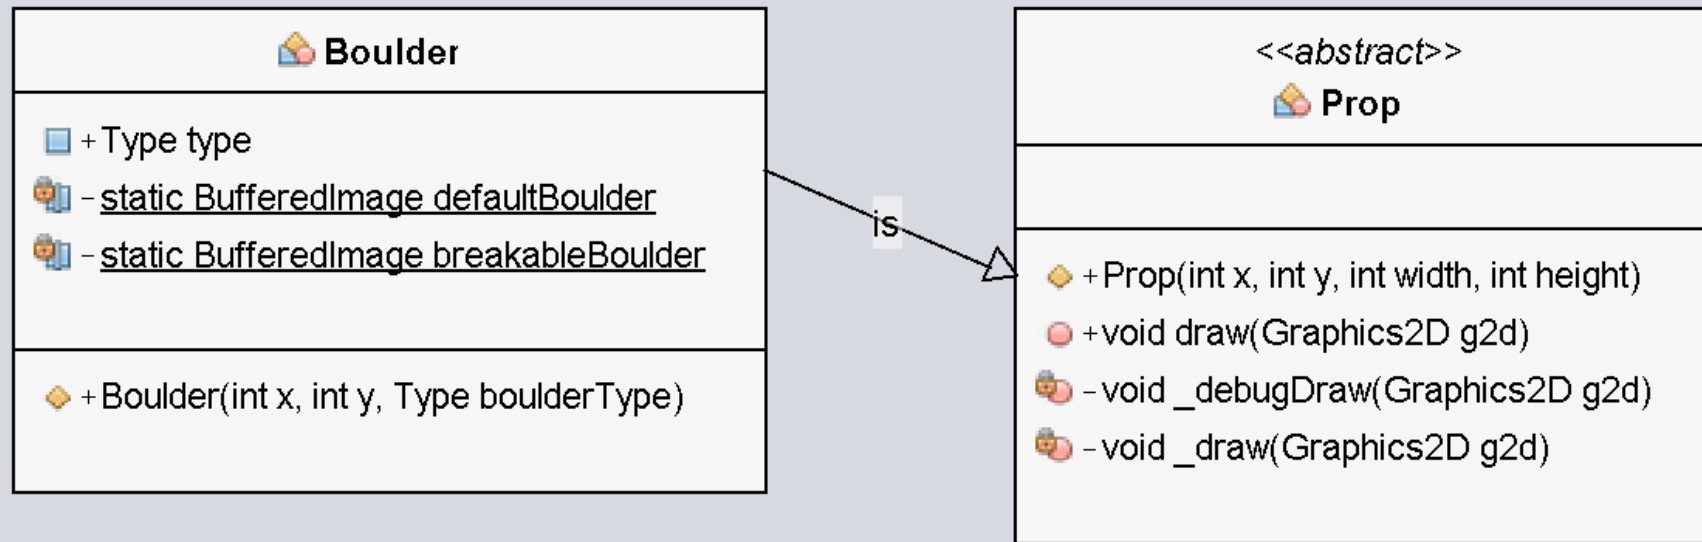 Boulder
+Type type
-static BufferedImage defaultBoulder
-static BufferedImage breakableBoulder
+Boulder(int x, int y, Type boulderType)
is
<<abstract>>
Prop
+Prop(int x, int y, int width, int height)
+void draw(Graphics2D g2d)
-void _debugDraw(Graphics2D g2d)
-void _draw(Graphics2D g2d)